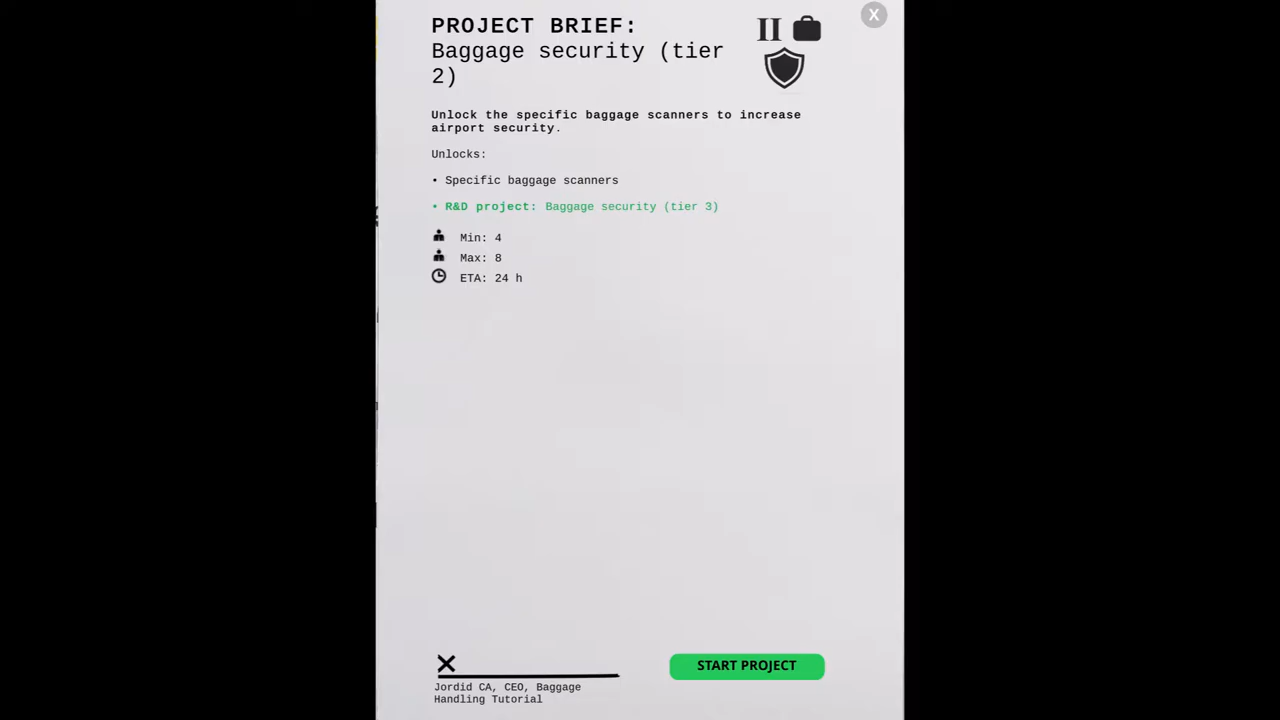 PROJECT BRIEF:
Baggage security (tier
2)
II
X
Unlock the specific baggage scanners to increase
airport security.
Unlocks:
• Specific baggage scanners
• R&D project: Baggage security (tier 3)
Min: 4
Max: 8
ETA: 24 h
Jordid CA, CEO, Baggage
Handling Tutorial
START PROJECT